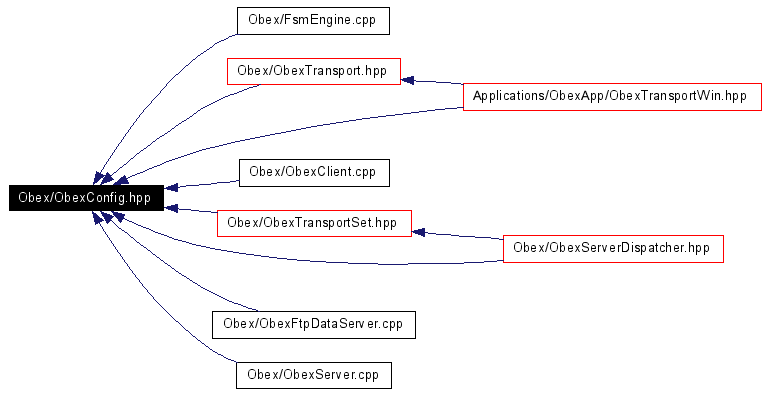 Obex/FsmEngine.cpp
Obex/ObexTransport.hpp
Applications/ObexApp/ObexTransportWin.hpp
Obex/ObexClient.cpp
Obex/ObexConfig.hpp
Obex/ObexTransportSet.hpp
Obex/ObexServerDispatcher.hpp
Obex/ObexFtpDataServer.cpp
Obex/ObexServer.cpp